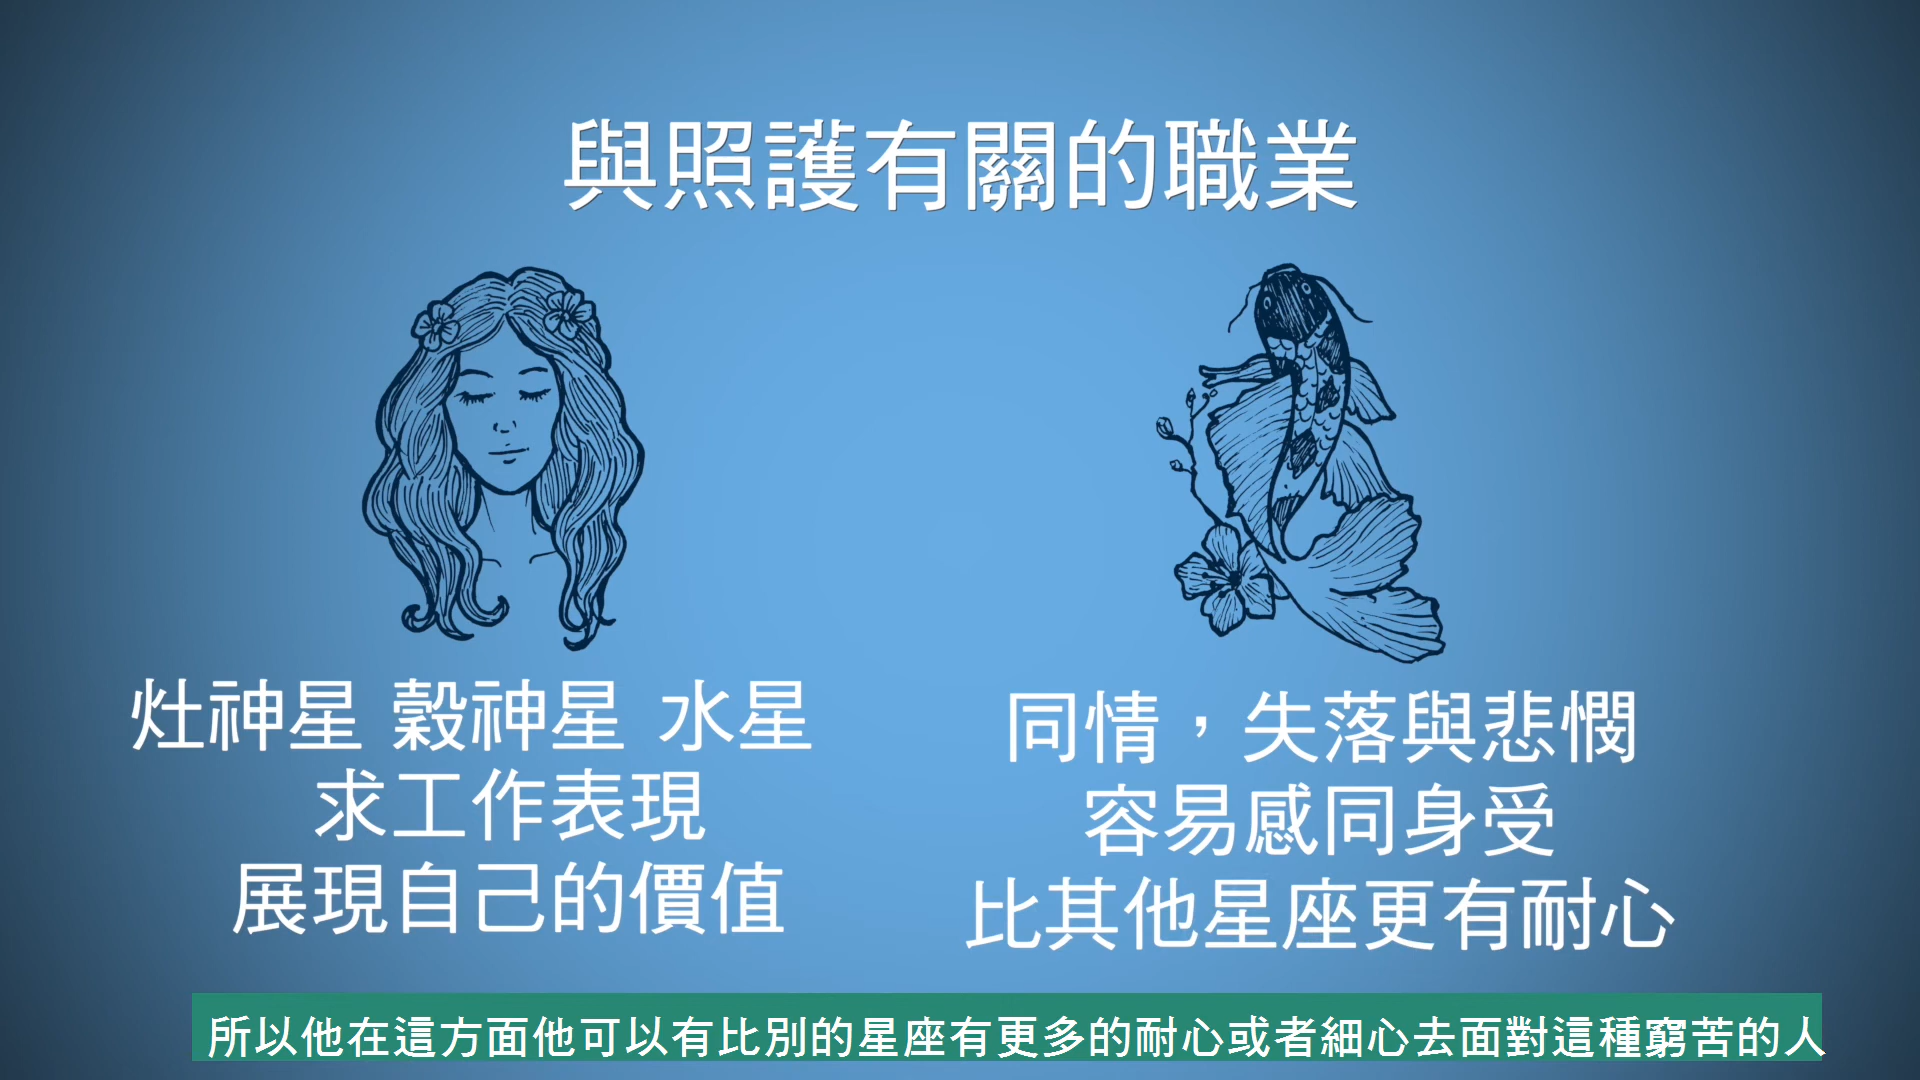 與照護有關的職業
灶神星 穀神星 水星
求工作表現
展現自己的價值
同情，失落與悲憫
容易感同身受
比其他星座更有耐心
所以他在這方面他可以有比別的星座有更多的耐心或者細心去面對這種窮苦的人